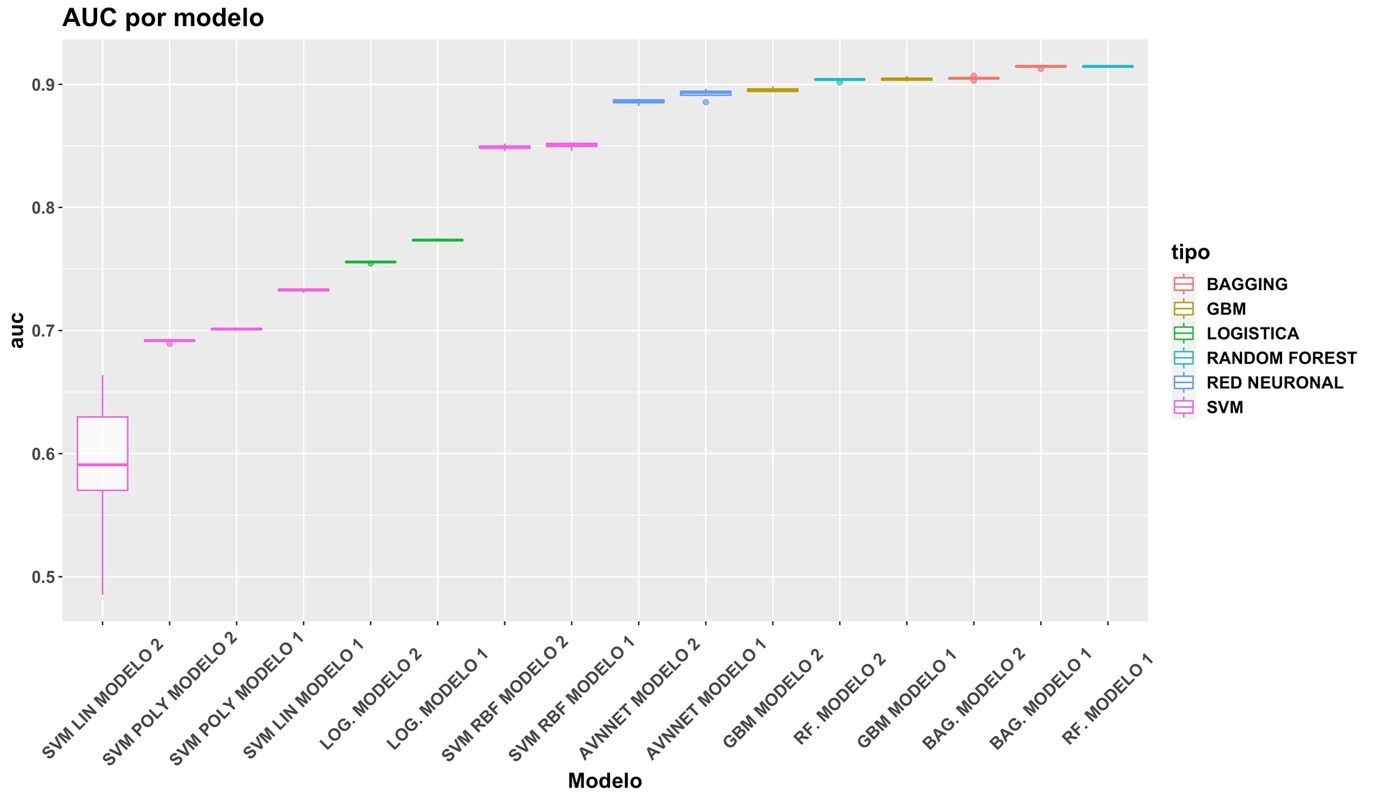 AUC por modelo
auc
0.9
0.8
0.7
0.6
0.5
SVM LIN MODELO 2
SVM POLY MODELO 2
SVM POLY MODELO 1
SVM LIN MODELO 1
LOG. MODELO 2
LOG. MODELO 1
SVM RBF MODELO 2
SVM RBF MODELO 1
AVNNET MODELO 2
AVNNET MODELO 1
GBM MODELO 2
RF. MODELO 2
GBM MODELO 1
BAG. MODELO 2
BAG. MODELO 1
RF. MODELO 1
Modelo
tipo
BAGGING
GBM
LOGISTICA
RANDOM FOREST
RED NEURONAL
SVM